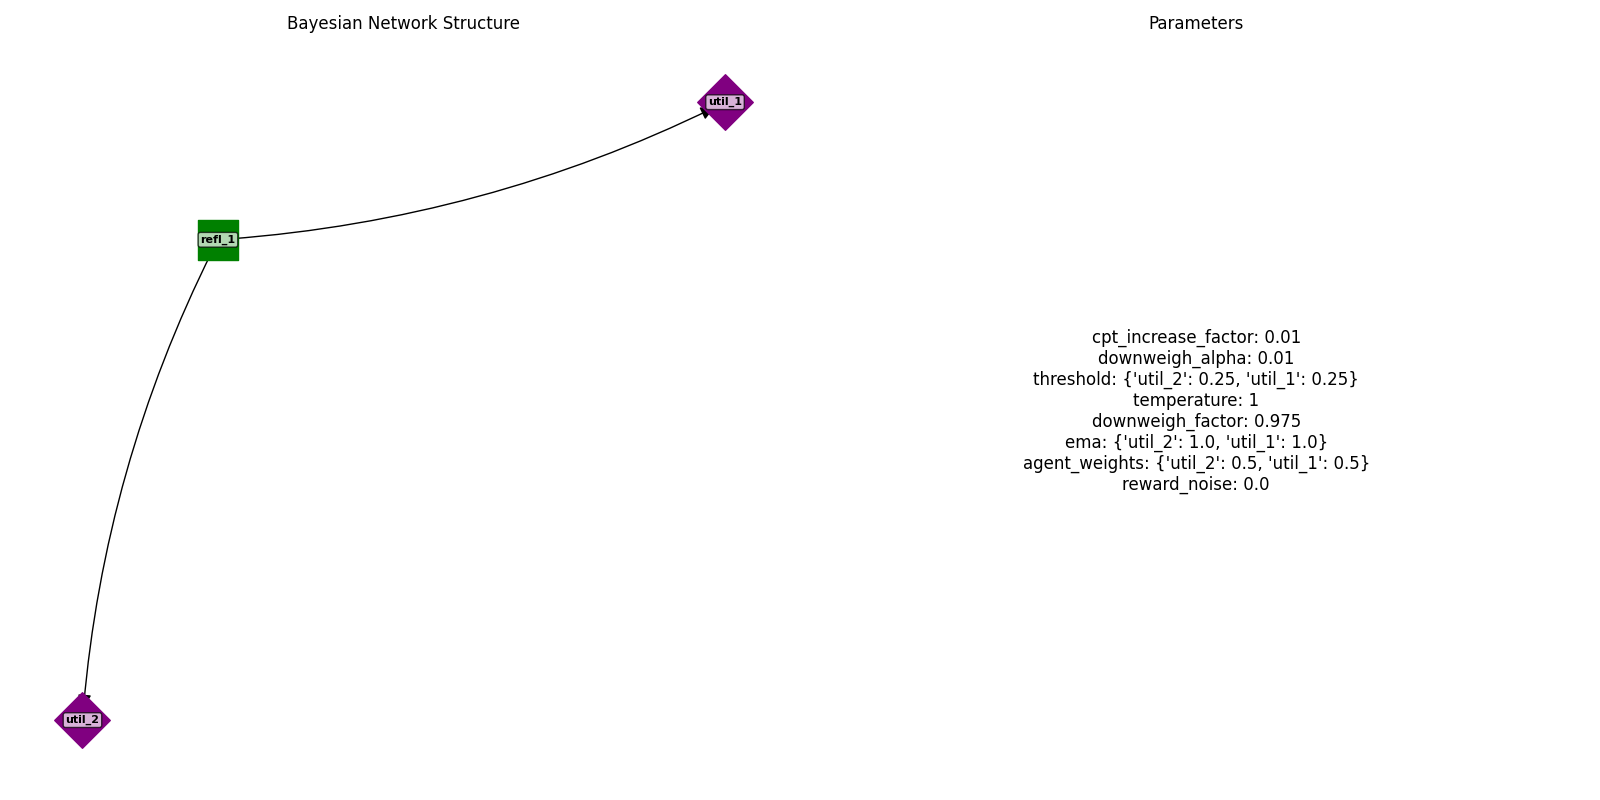 Bayesian Network Structure
Parameters
util_1
refl_1
cpt_increase_factor: 0.01
downweigh_alpha: 0.01
threshold: {'util_2': 0.25, 'util_1': 0.25}
temperature: 1
downweigh_factor: 0.975
ema: {'util_2': 1.0, 'util_1': 1.0}
agent_weights: {'util_2': 0.5, 'util_1': 0.5}
reward_noise: 0.0
util_2